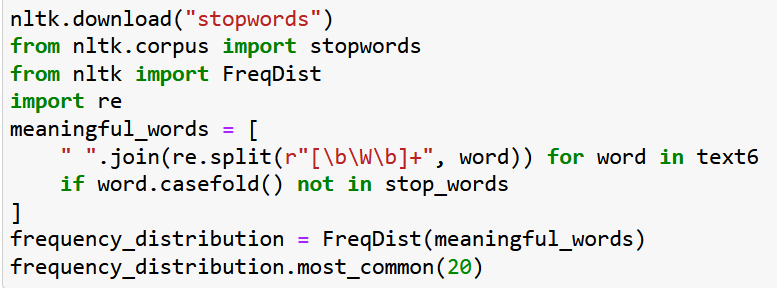 nltk.download("stopwords")
from nltk.corpus import stopwords
from nltk import FreqDist
import re
meaningful_words = [
    " ".join(re.split(r"[\b\W\b]+", word)) for word in text6
    if word.casefold() not in stop_words
]
frequency_distribution = FreqDist(meaningful_words)
frequency_distribution.most_common(20)